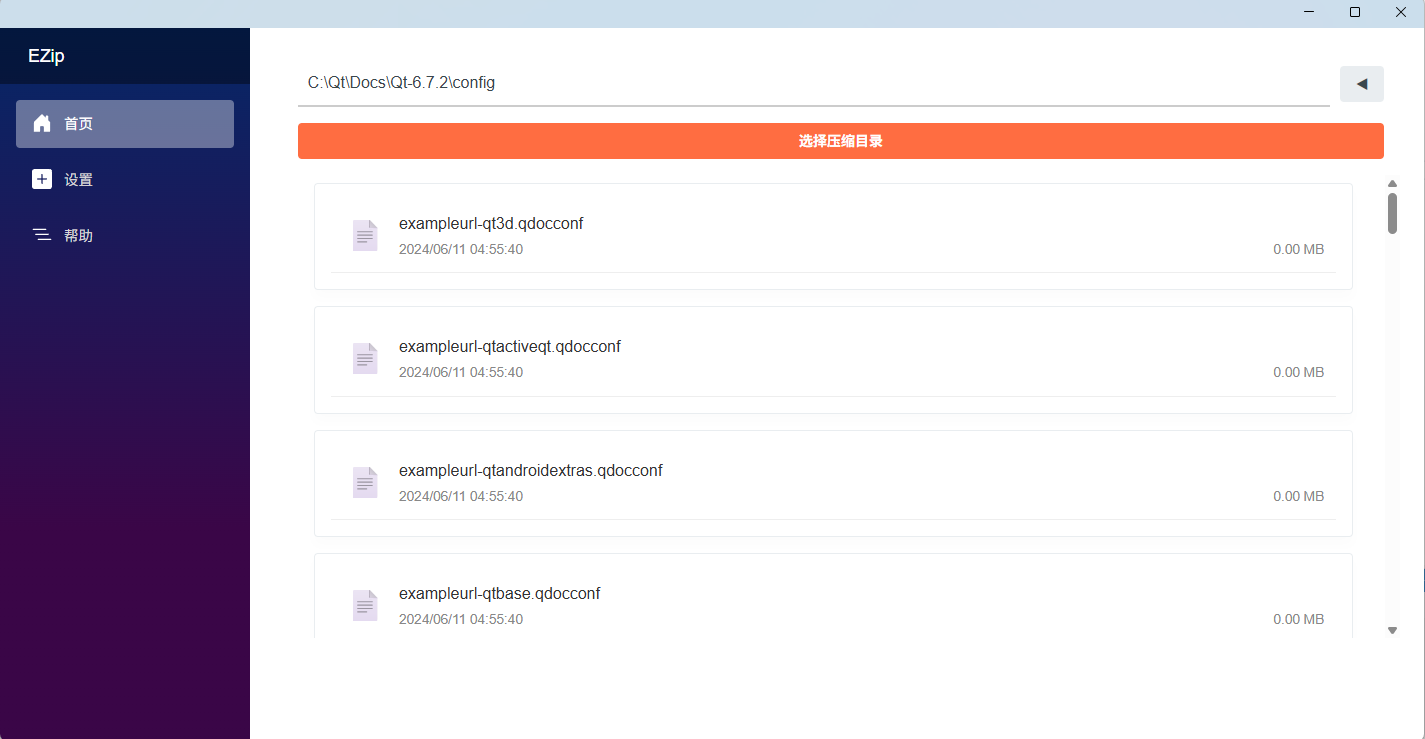 EZip
首页
设置
帮助
C:\Qt\Docs\Qt-6.7.2\config
选择压缩目录
exampleurl-qt3d.qdocconf
2024/06/11 04:55:40 0.00 MB
exampleurl-qtactiveqt.qdocconf
2024/06/11 04:55:40 0.00 MB
exampleurl-qtandroidextras.qdocconf
2024/06/11 04:55:40 0.00 MB
exampleurl-qtbase.qdocconf
2024/06/11 04:55:40 0.00 MB